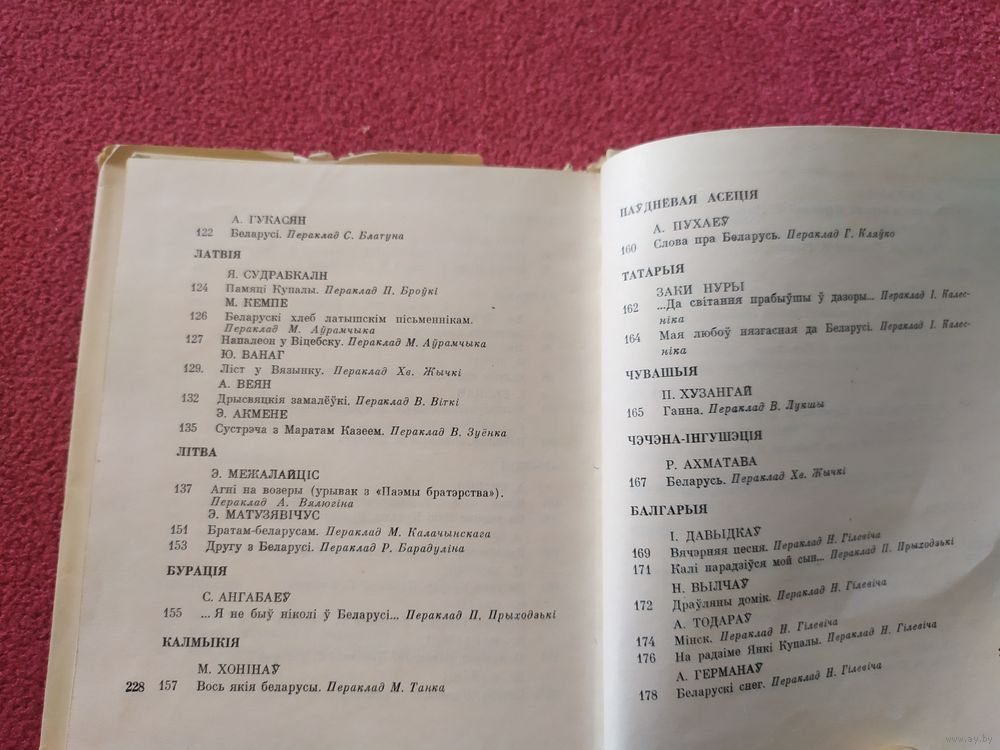 А. ГУКАСЯН
122 Беларусі. Пераклад С. Блатуна
ЛАТВІЯ
Я. СУДРАБКАЛН
124 Памяці Купалы. Пераклад П. Броўкі
М. КЕМПЕ
126 Беларускі хлеб латышскім пісьменнікам.
Пераклад М. Аўрамчыка
127 Напалеон у Віцебску. Пераклад М. Аўрамчыка
Ю. ВАНАГ
129. Ліст у Вязынку. Пераклад Хв. Жычкі
А. ВЕЯН
132 Дрысвяцкія замалёўкі. Пераклад В. Віткі
Э. АКМЕНЕ
135 Сустрэча з Маратам Казеем. Пераклад В. Зуёнка
ЛІТВА
Э. МЕЖАЛАЙЦІС
137 Агні на возеры (урывак з «Паэмы братэрства»).
Пераклад А. Вялюгіна
Э. МАТУЗЯВІЧУС
151 Братам-беларусам. Пераклад М. Калачынскага
153 Другу з Беларусі. Пераклад Р. Барадуліна
БУРАЦІЯ
С. АНГАБАЕЎ
155 ...Я не быў ніколі ў Беларусі... Пераклад П. Прыходзькі
КАЛМЫКІЯ
М. ХОНІНАЎ
228 157 Вось якія беларусы. Пераклад М. Танка
ПАЎДНЕВАЯ АСЕЦІЯ
А. ПУХАЕЎ
160 Слова пра Беларусь. Пераклад Г. Кляўко
ТАТАРЫЯ
ЗАКИ НУРЫ
162 ...Да світання прабыўшы ў дазоры... Пераклад І. Калес-
ніка
164 Мая любоў нязгасная да Беларусі. Пераклад І. Калес-
ніка
ЧУВАШЫЯ
П. ХУЗАНГАЙ
165 Ганна. Пераклад В. Лукшы
ЧЭЧЭНА-ІНГУШЭЦІЯ
Р. АХМАТАВА
167 Беларусь. Пераклад Хв. Жычкі
БАЛГАРЫЯ
І. ДАВЫДКАЎ
169 Вячэрняя песня. Пераклад Н. Гілевіча
171 Калі нарадзіўся мой сын... Пераклад П. Прыходзькі
Н. ВЫЛЧАЎ
172 Драўляны домік. Пераклад Н. Гілевіча
А. ТОДАРАЎ
174 Мінск. Пераклад Н. Гілевіча
176 На радзіме Янкі Купалы. Пераклад Н. Гілевіча
А. ГЕРМАНАЎ
178 Беларускі снег. Пераклад Н. Гілевіча
www.ay.by